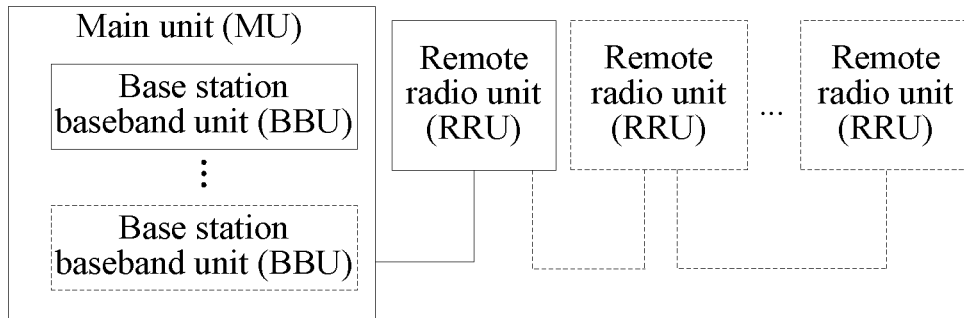 Main unit (MU)
Base station
baseband unit (BBU)
⋮
Base station
baseband unit (BBU)
Remote
radio unit
(RRU)
Remote
radio unit
(RRU)
...
Remote
radio unit
(RRU)